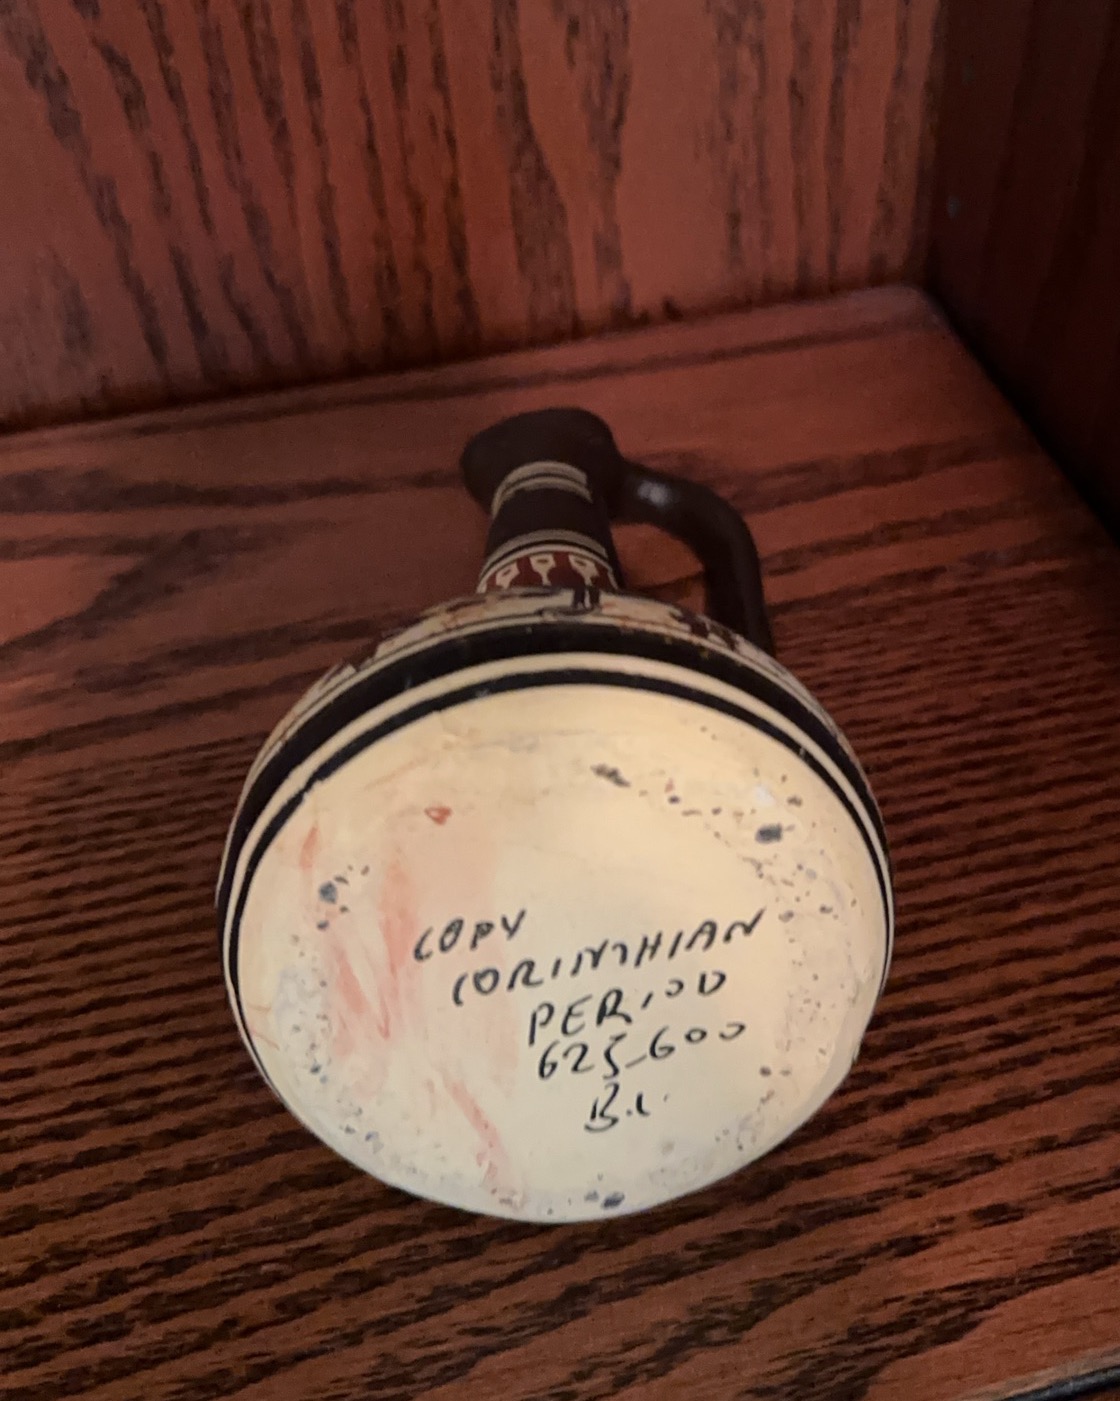 COPY
CORINTHIAN
PERIOD
625-600
B.C.